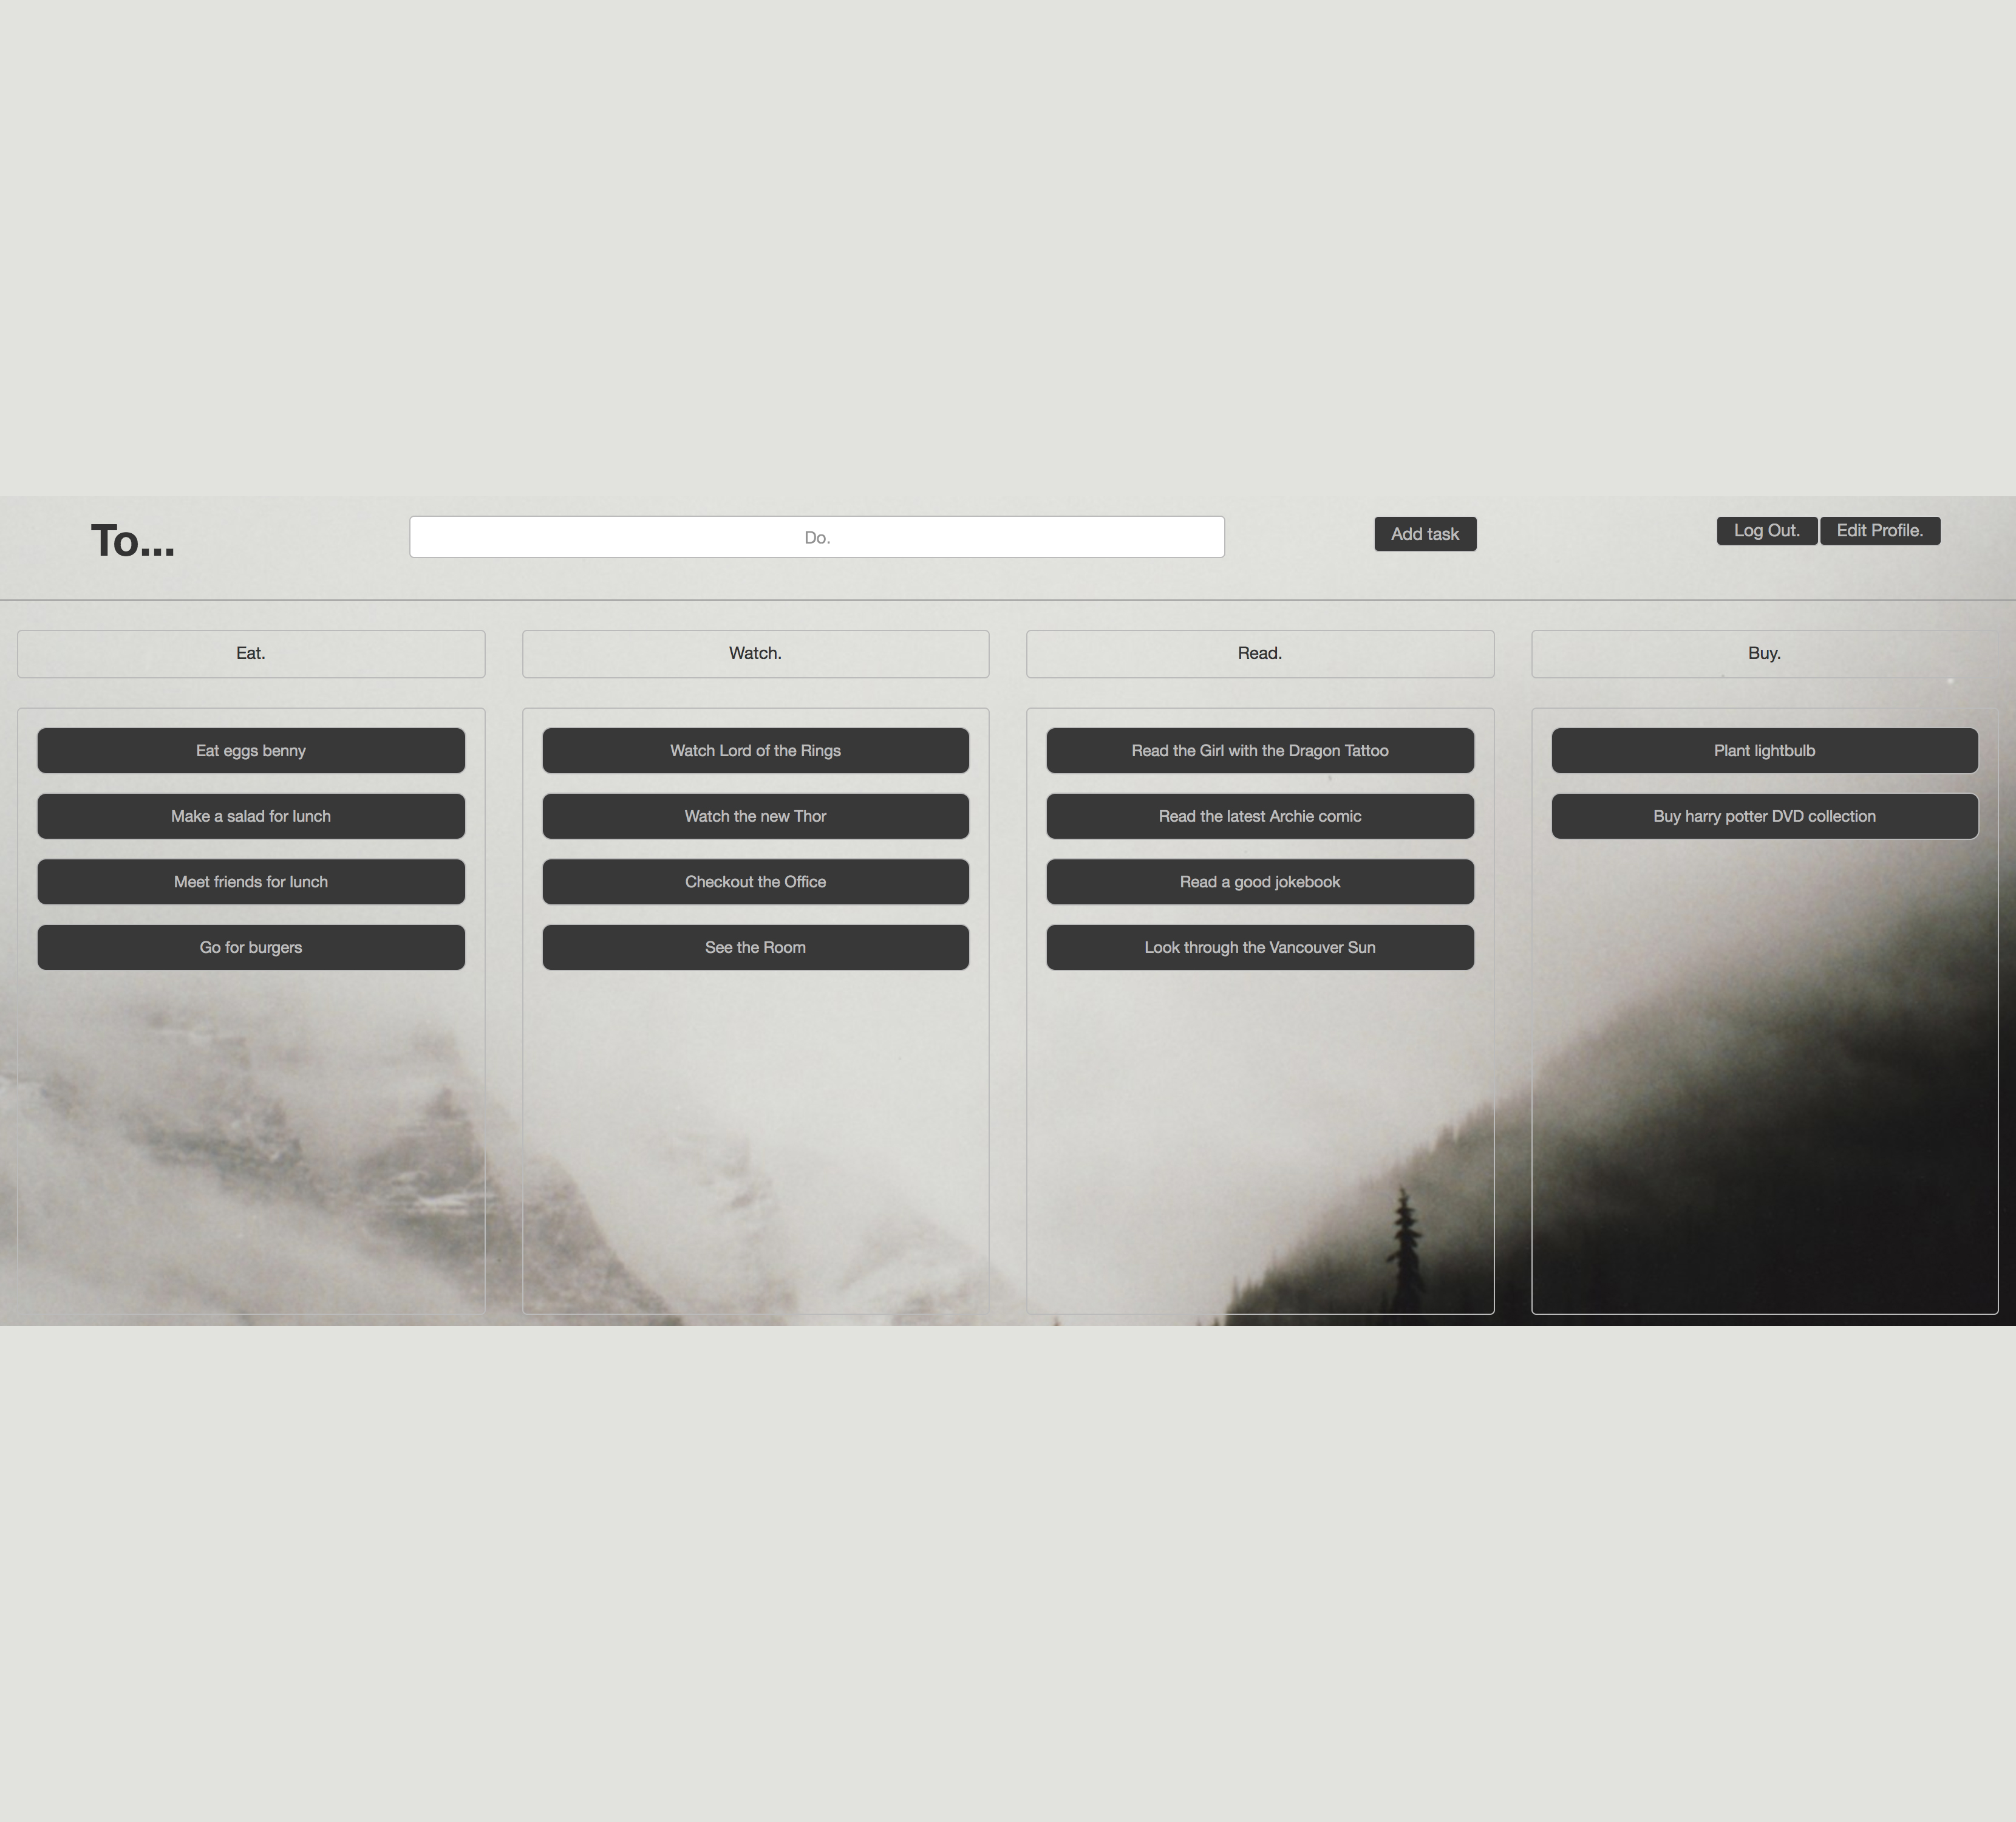 To...
Do.
Add task
Log Out.
Edit Profile.
Eat.
Watch.
Read.
Buy.
Eat eggs benny
Make a salad for lunch
Meet friends for lunch
Go for burgers
Watch Lord of the Rings
Watch the new Thor
Checkout the Office
See the Room
Read the Girl with the Dragon Tattoo
Read the latest Archie comic
Read a good jokebook
Look through the Vancouver Sun
Plant lightbulb
Buy harry potter DVD collection